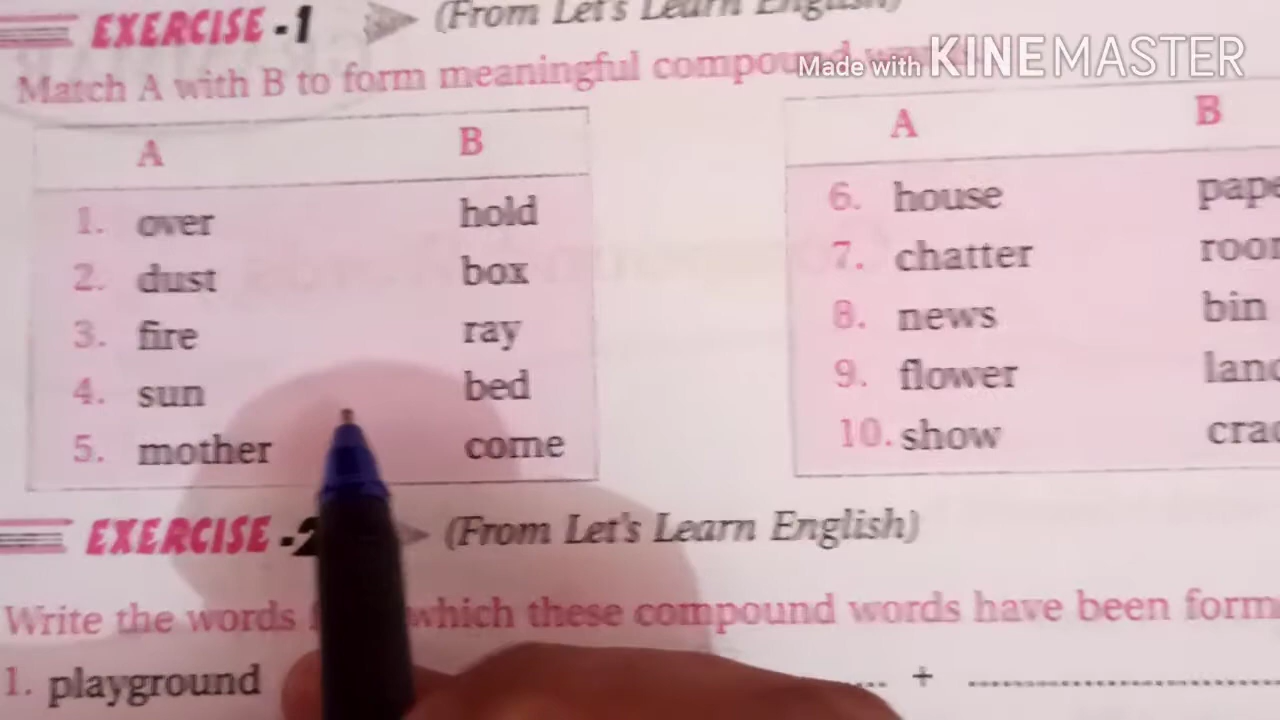 EXERCISE -1 (From Let's Learn English)
Match A with B to form meaningful compound
Made with KINEMASTER
A B
1. over hold
2. dust box
3. fire ray
4. sun bed
5. mother come
A B
6. house pape
7. chatter
8. news bin
9. flower
10. show
EXERCISE -2 (From Let's Learn English)
Write the words which these compound words have been form
1. playground ........ + ........................